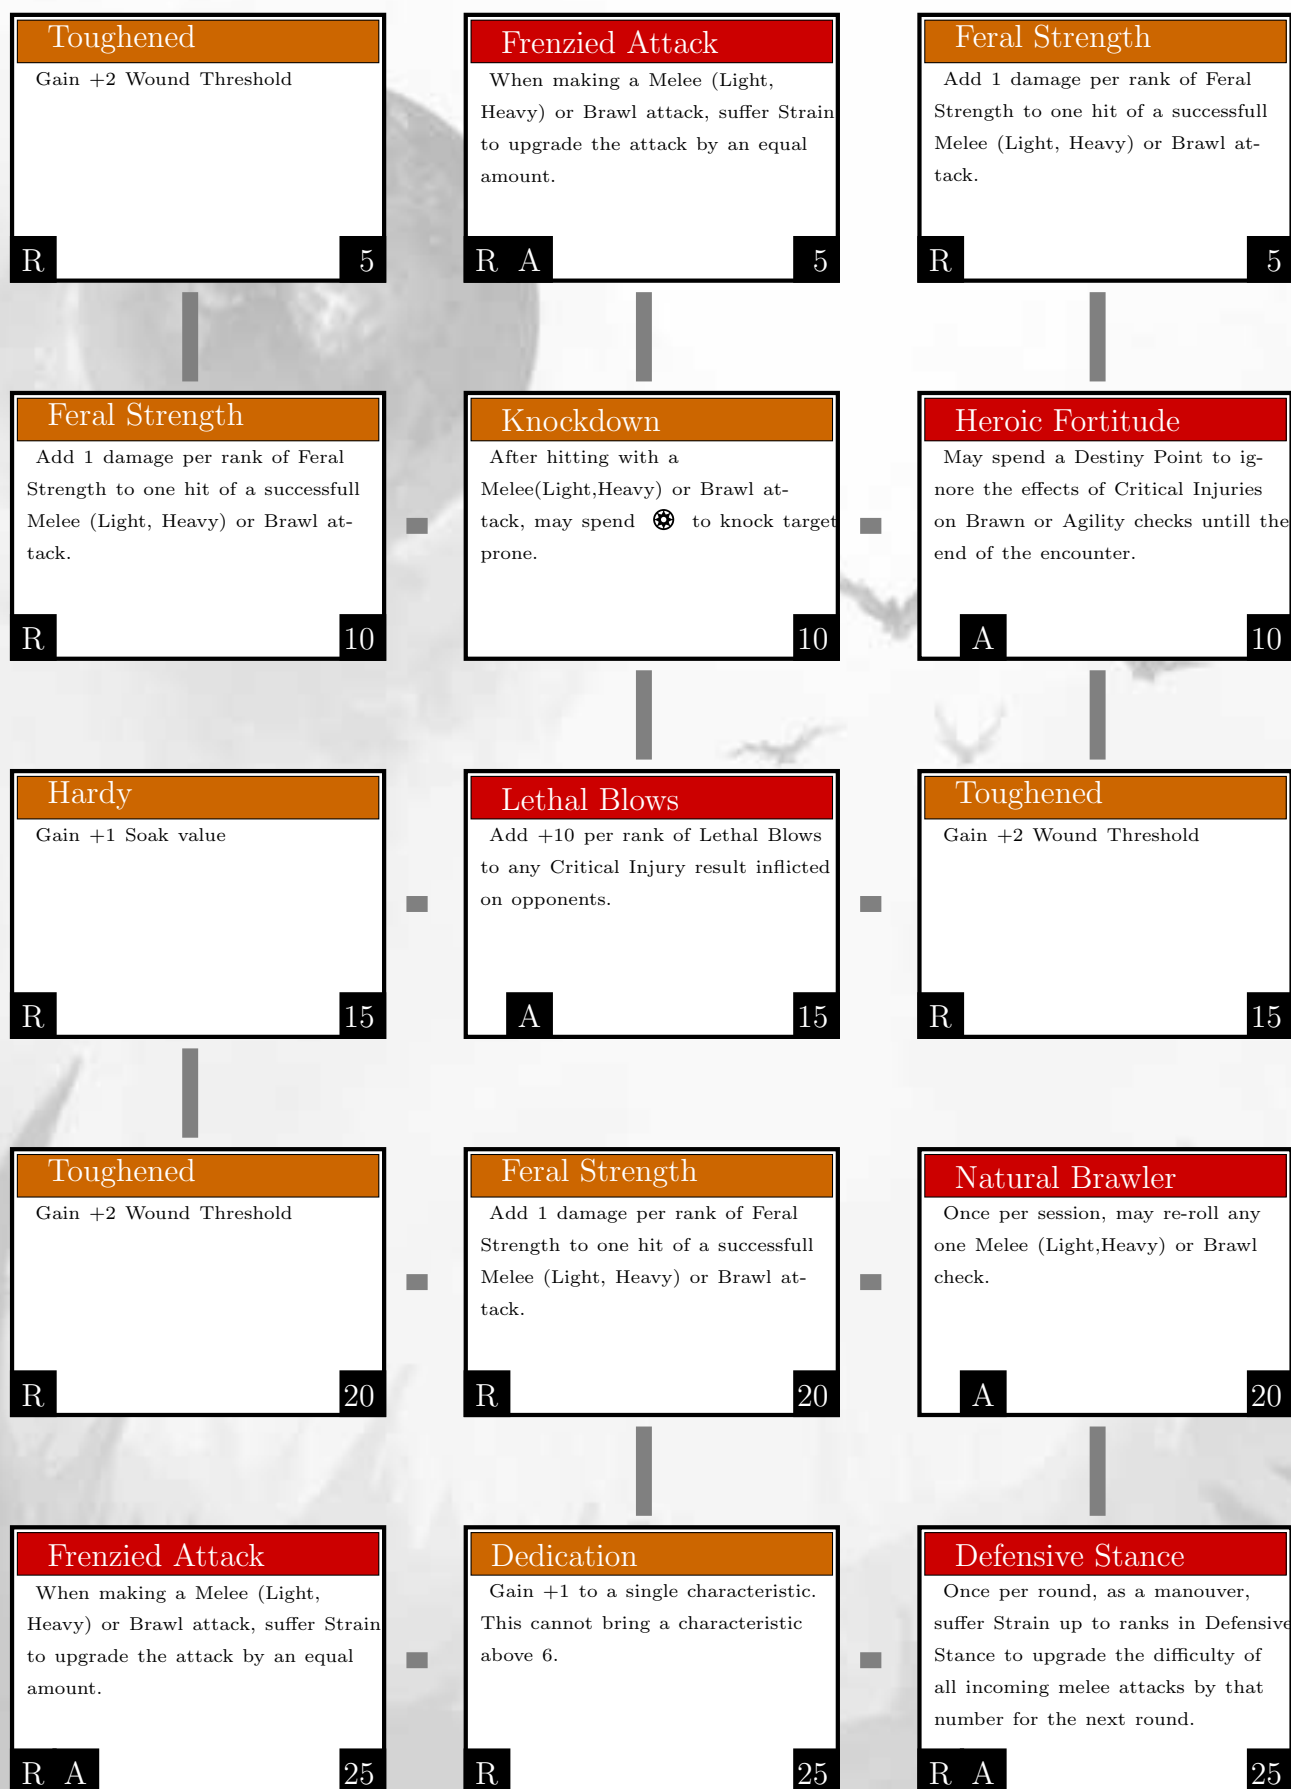 Toughened
Gain +2 Wound Threshold
R
5
Frenzied Attack
When making a Melee (Light,
Heavy) or Brawl attack, suffer Strain
to upgrade the attack by an equal
amount.
R A
5
Feral Strength
Add 1 damage per rank of Feral
Strength to one hit of a successfull
Melee (Light, Heavy) or Brawl at-
tack.
R
5
Feral Strength
Add 1 damage per rank of Feral
Strength to one hit of a successfull
Melee (Light, Heavy) or Brawl at-
tack.
R
10
Knockdown
After hitting with a
Melee(Light,Heavy) or Brawl at-
tack, may spend to knock target
prone.
10
Heroic Fortitude
May spend a Destiny Point to ig-
nore the effects of Critical Injuries
on Brawn or Agility checks untill the
end of the encounter.
A
10
Hardy
Gain +1 Soak value
R
15
Lethal Blows
Add +10 per rank of Lethal Blows
to any Critical Injury result inflicted
on opponents.
A
15
Toughened
Gain +2 Wound Threshold
R
15
Toughened
Gain +2 Wound Threshold
R
20
Feral Strength
Add 1 damage per rank of Feral
Strength to one hit of a successfull
Melee (Light, Heavy) or Brawl at-
tack.
R
20
Natural Brawler
Once per session, may re-roll any
one Melee (Light,Heavy) or Brawl
check.
A
20
Frenzied Attack
When making a Melee (Light,
Heavy) or Brawl attack, suffer Strain
to upgrade the attack by an equal
amount.
R A
25
Dedication
Gain +1 to a single characteristic.
This cannot bring a characteristic
above 6.
R
25
Defensive Stance
Once per round, as a manouver,
suffer Strain up to ranks in Defensive
Stance to upgrade the difficulty of
all incoming melee attacks by that
number for the next round.
R A
25